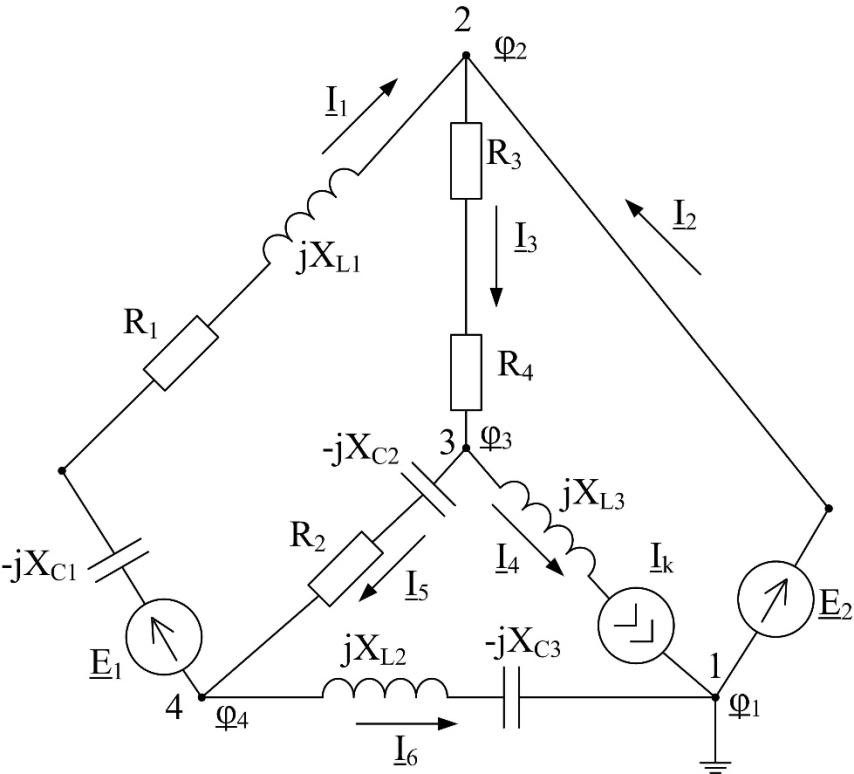 2
φ2
I1
R3
I2
I3
jXL1
R1
R4
3
φ3
-jXC2
jXL3
R2
I4
Ik
-jXC1
I5
E2
jXL2
-jXC3
E1
1
4
φ4
φ1
I6